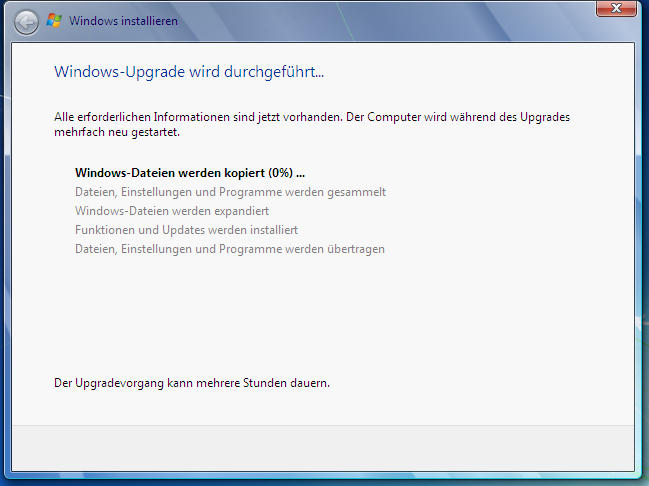 Windows installieren
Windows-Upgrade wird durchgeführt...
Alle erforderlichen Informationen sind jetzt vorhanden. Der Computer wird während des Upgrades
mehrfach neu gestartet.
Windows-Dateien werden kopiert (0%) ...
Dateien, Einstellungen und Programme werden gesammelt
Windows-Dateien werden expandiert
Funktionen und Updates werden installiert
Dateien, Einstellungen und Programme werden übertragen
Der Upgradevorgang kann mehrere Stunden dauern.